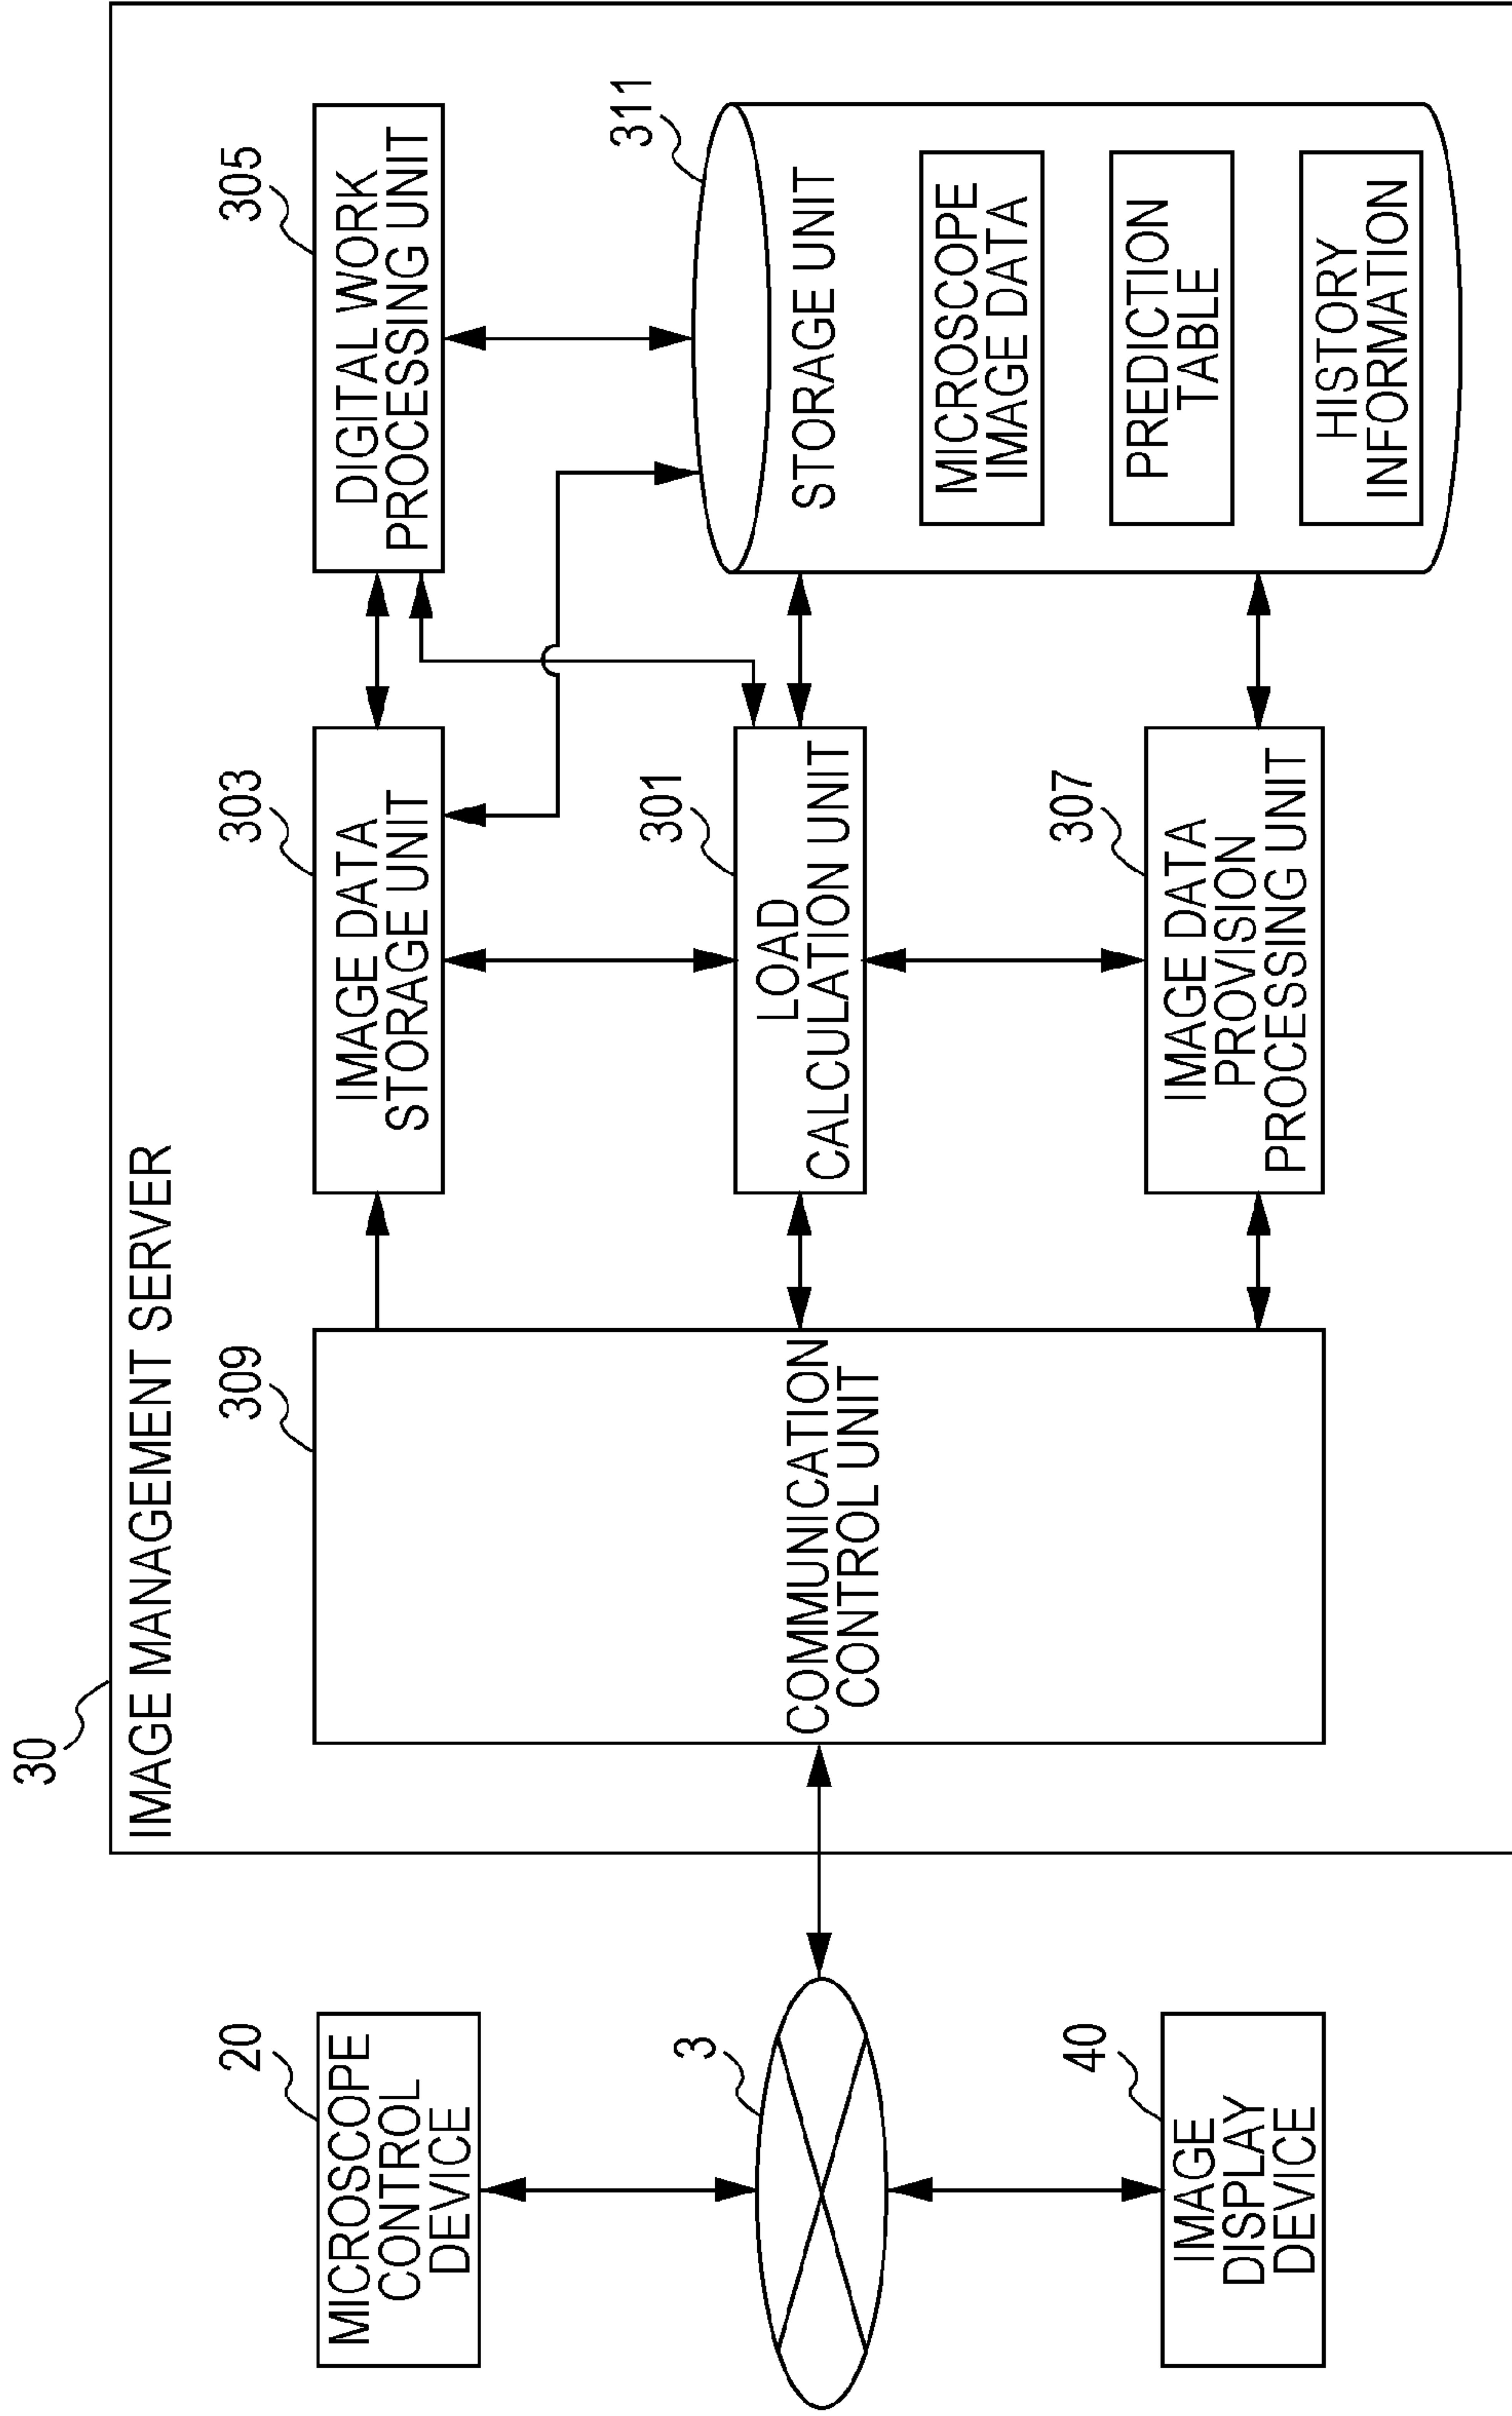 30
IMAGE MANAGEMENT SERVER
20
MICROSCOPE
CONTROL
DEVICE
3
40
IMAGE
DISPLAY
DEVICE
309
COMMUNICATION
CONTROL UNIT
303
IMAGE DATA
STORAGE UNIT
301
LOAD
CALCULATION UNIT
307
IMAGE DATA
PROVISION
PROCESSING UNIT
305
DIGITAL WORK
PROCESSING UNIT
311
STORAGE UNIT
MICROSCOPE
IMAGE DATA
PREDICTION
TABLE
HISTORY
INFORMATION